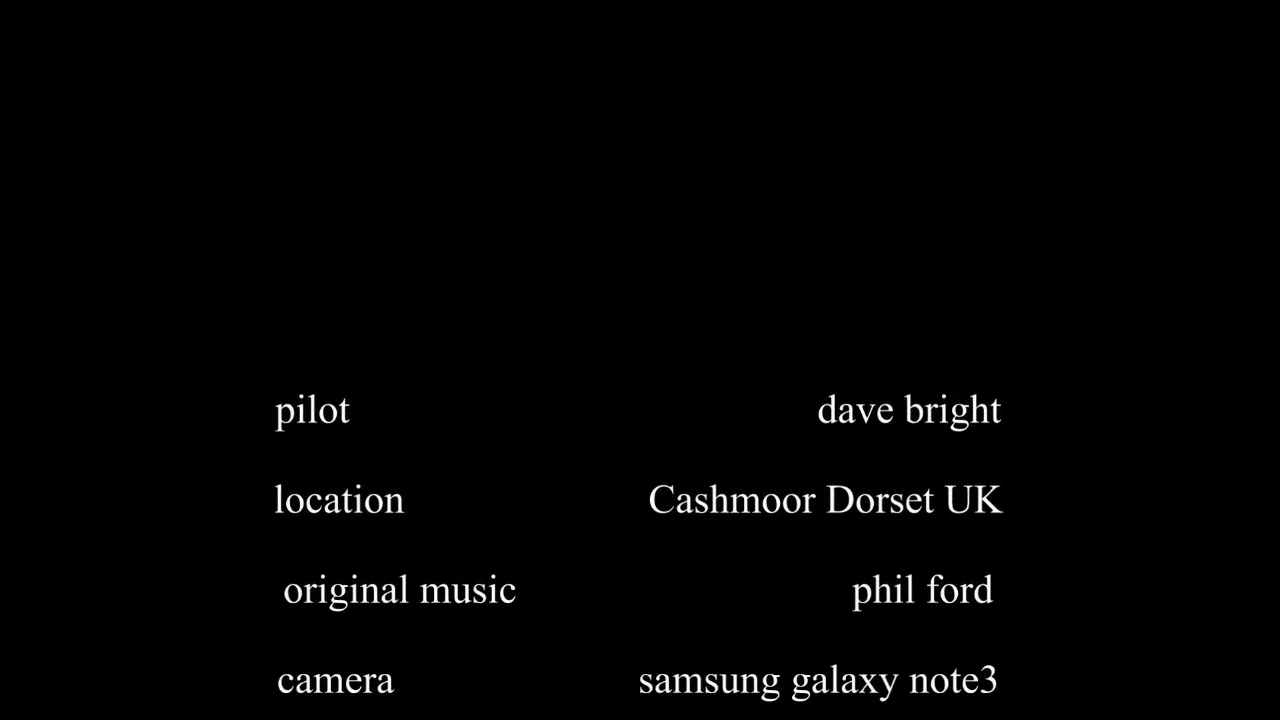 pilot dave bright
location Cashmoor Dorset UK
original music phil ford
camera samsung galaxy note3